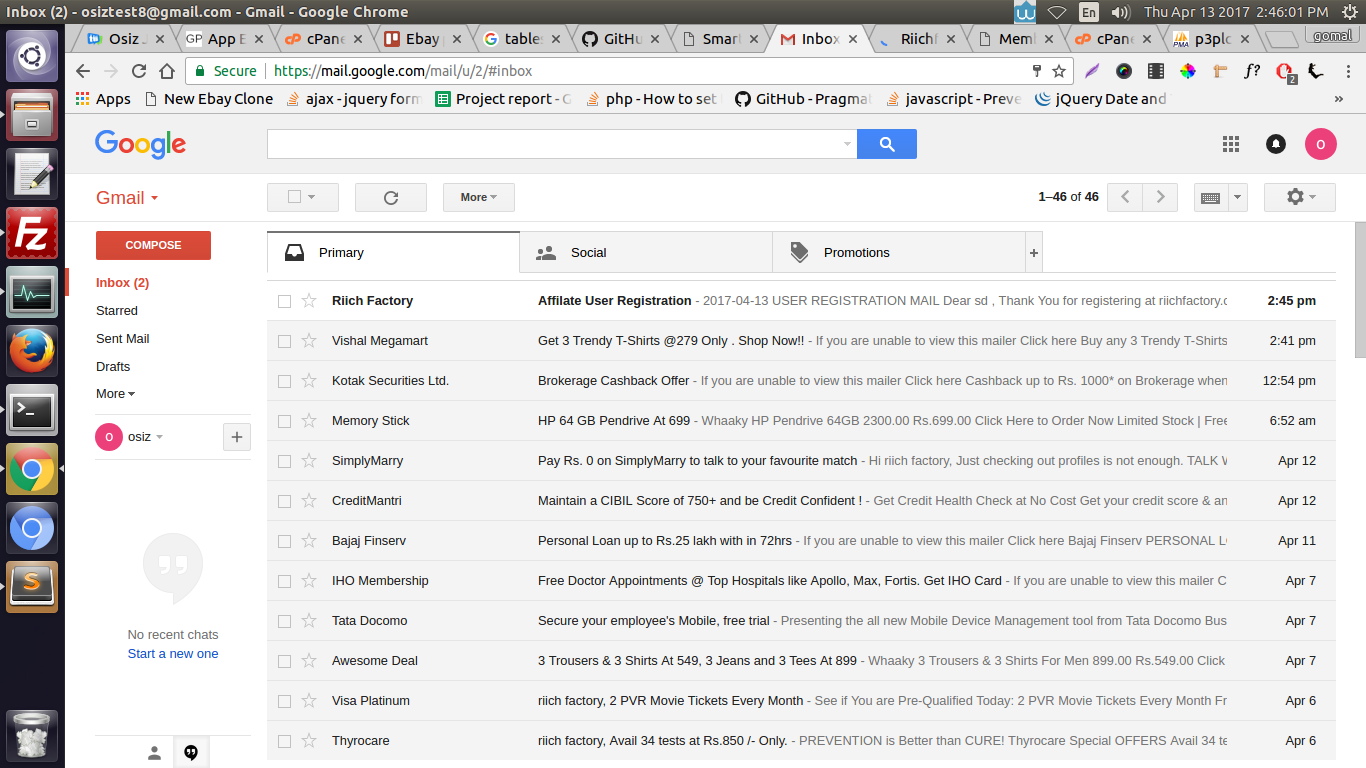 Inbox (2) - osiztest8@gmail.com - Gmail - Google Chrome En Thu Apr 13 2017 2:46:01 PM
Osiz GP App E cPane Ebay tables GitHu Smart Inbox Riichf Meml cPane p3plc gomal
Secure https://mail.google.com/mail/u/2/#inbox f? 2
Apps New Ebay Clone ajax - jquery form Project report - G php - How to set GitHub - Pragmat javascript - Preve jQuery Date and »
Google O
Gmail More 1–46 of 46
COMPOSE Primary Social Promotions +
Inbox (2)
Starred
Sent Mail
Drafts
More
O osiz +
No recent chats
Start a new one
Riich Factory Affilate User Registration - 2017-04-13 USER REGISTRATION MAIL Dear sd , Thank You for registering at riichfactory.c 2:45 pm
Vishal Megamart Get 3 Trendy T-Shirts @279 Only . Shop Now!! - If you are unable to view this mailer Click here Buy any 3 Trendy T-Shirts 2:41 pm
Kotak Securities Ltd. Brokerage Cashback Offer - If you are unable to view this mailer Click here Cashback up to Rs. 1000* on Brokerage when 12:54 pm
Memory Stick HP 64 GB Pendrive At 699 - Whaaky HP Pendrive 64GB 2300.00 Rs.699.00 Click Here to Order Now Limited Stock | Free 6:52 am
SimplyMarry Pay Rs. 0 on SimplyMarry to talk to your favourite match - Hi riich factory, Just checking out profiles is not enough. TALK W Apr 12
CreditMantri Maintain a CIBIL Score of 750+ and be Credit Confident ! - Get Credit Health Check at No Cost Get your credit score & an Apr 12
Bajaj Finserv Personal Loan up to Rs.25 lakh with in 72hrs - If you are unable to view this mailer Click here Bajaj Finserv PERSONAL LO Apr 11
IHO Membership Free Doctor Appointments @ Top Hospitals like Apollo, Max, Fortis. Get IHO Card - If you are unable to view this mailer C Apr 7
Tata Docomo Secure your employee's Mobile, free trial - Presenting the all new Mobile Device Management tool from Tata Docomo Bus Apr 7
Awesome Deal 3 Trousers & 3 Shirts At 549, 3 Jeans and 3 Tees At 899 - Whaaky 3 Trousers & 3 Shirts For Men 899.00 Rs.549.00 Click Apr 7
Visa Platinum riich factory, 2 PVR Movie Tickets Every Month - See if You are Pre-Qualified Today: 2 PVR Movie Tickets Every Month Fr Apr 6
Thyrocare riich factory, Avail 34 tests at Rs.850 /- Only. - PREVENTION is Better than CURE! Thyrocare Special OFFERS Avail 34 te Apr 6